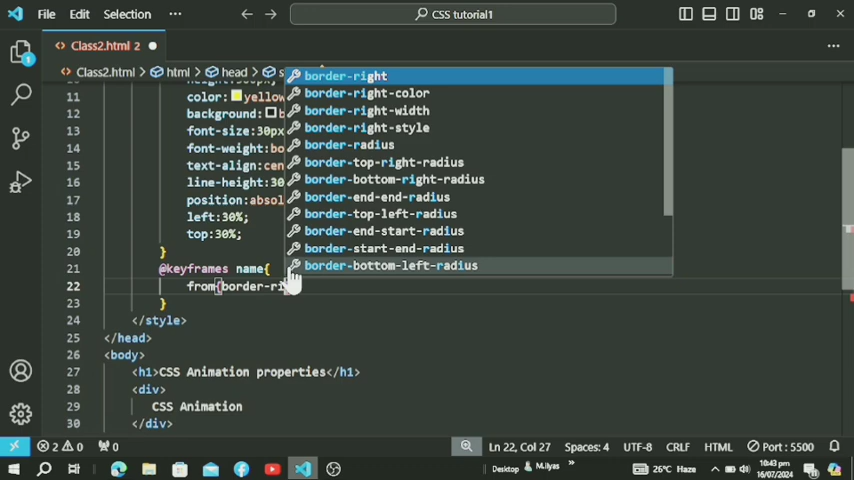 File Edit Selection ··· CSS tutorial1
Class2.html 2
Class2.html > html > head >
11 color: yellow
12 background:
13 font-size:30px
14 font-weight:bo
15 text-align:cen
16 line-height:30
17 position:absol
18 left:30%;
19 top:30%;
20 }
21 @keyframes name{
22 from{border-ri
23 }
24 </style>
25 </head>
26 <body>
27 <h1>CSS Animation properties</h1>
28 <div>
29 CSS Animation
30 </div>
border-right
border-right-color
border-right-width
border-right-style
border-radius
border-top-right-radius
border-bottom-right-radius
border-end-end-radius
border-top-left-radius
border-end-start-radius
border-start-end-radius
border-bottom-left-radius
2 0 0 Ln 22, Col 27 Spaces: 4 UTF-8 CRLF HTML Port : 5500
Desktop M.Ilyas » 26°C Haze 10:43 pm
16/07/2024